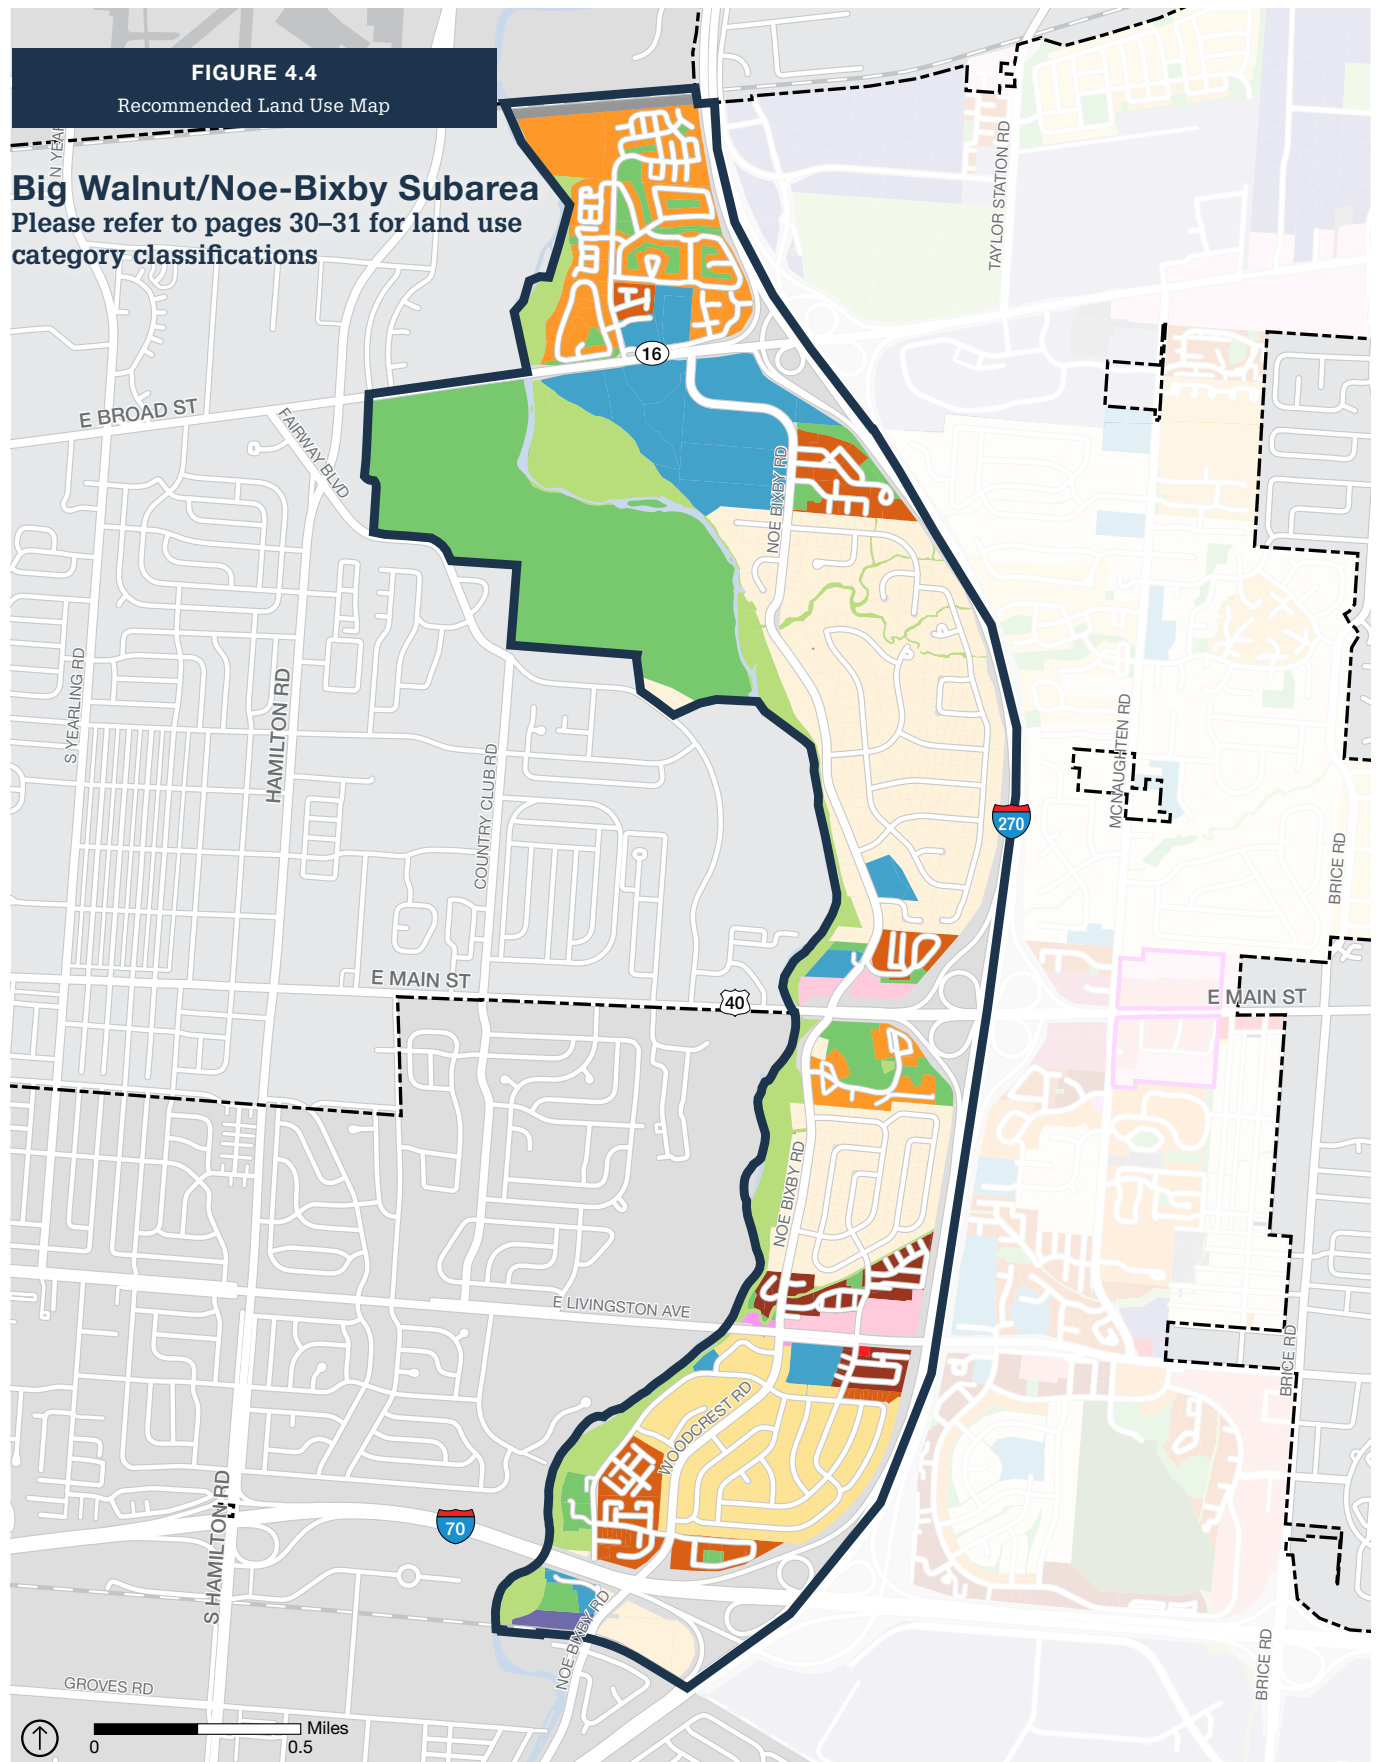 FIGURE 4.4
Recommended Land Use Map
N YEAR
Big Walnut/Noe-Bixby Subarea
Please refer to pages 30–31 for land use
category classifications
TAYLOR STATION RD
16
E BROAD ST
FAIRWAY BLVD
NOE BIXBY RD
S YEARLING RD
HAMILTON RD
COUNTRY CLUB RD
MCNAUGHTEN RD
270
BRICE RD
E MAIN ST
40
E MAIN ST
NOE BIXBY RD
E LIVINGSTON AVE
BRICE RD
WOODCREST RD
S HAMILTON RD
70
NOE BIXBY RD
BRICE RD
GROVES RD
Miles
0 0.5